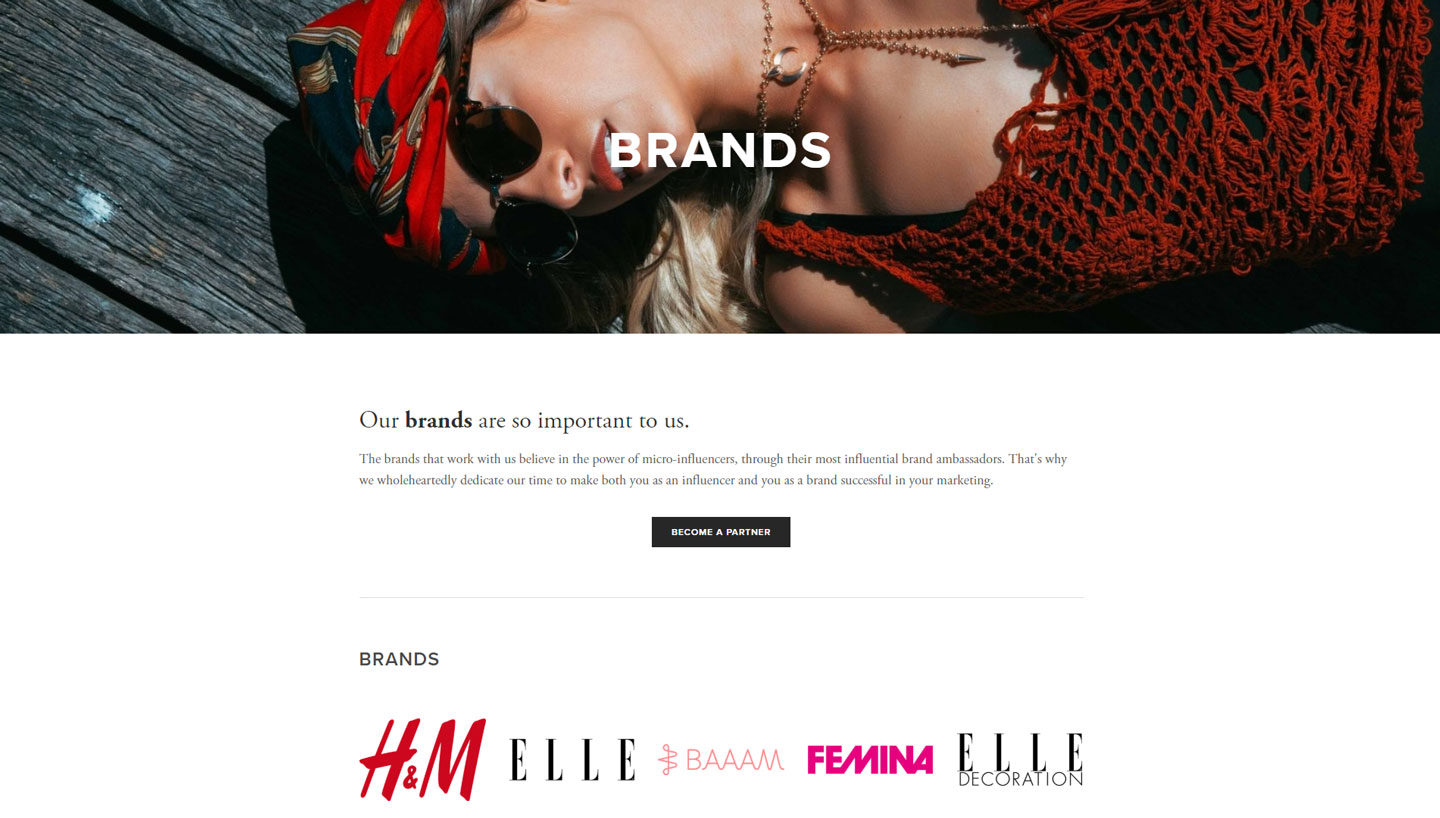 BRANDS
Our brands are so important to us.
The brands that work with us believe in the power of micro-influencers, through their most influential brand ambassadors. That's why
we wholeheartedly dedicate our time to make both you as an influencer and you as a brand successful in your marketing.
BECOME A PARTNER
BRANDS
H&M ELLE BAAAM FEMINA ELLE
DECORATION